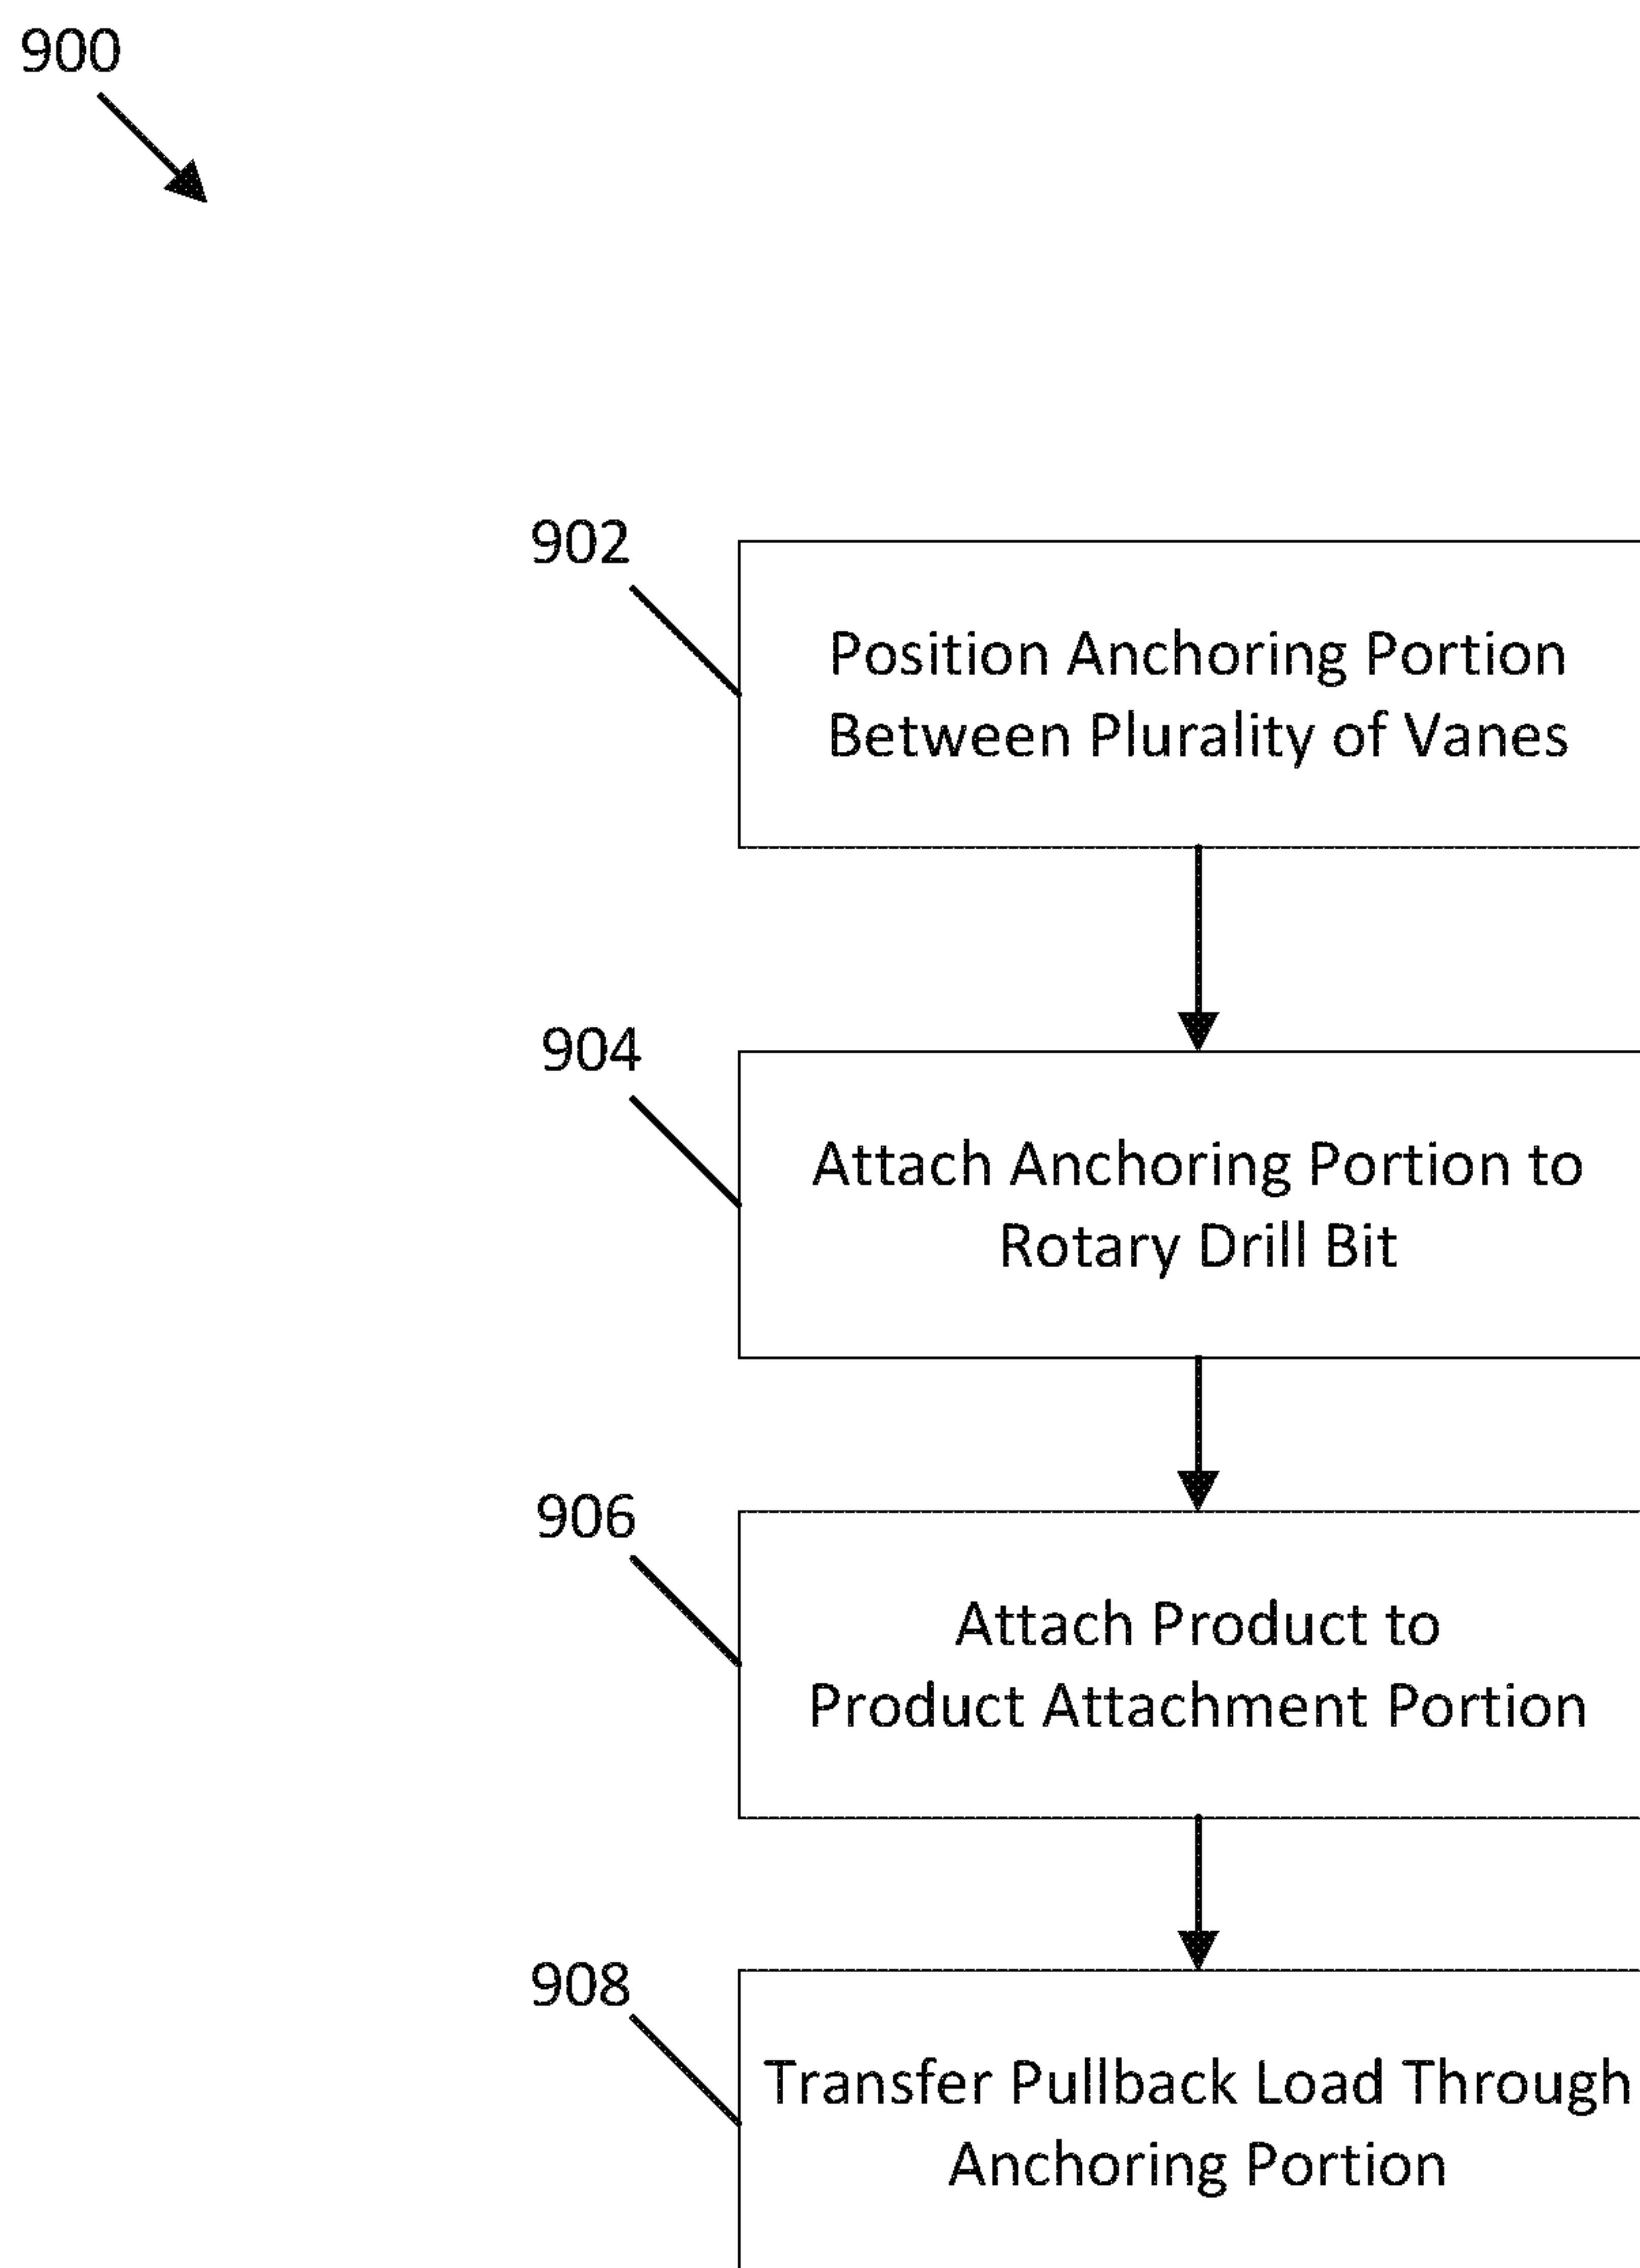 900
902
Position Anchoring Portion
Between Plurality of Vanes
904
Attach Anchoring Portion to
Rotary Drill Bit
906
Attach Product to
Product Attachment Portion
908
Transfer Pullback Load Through
Anchoring Portion